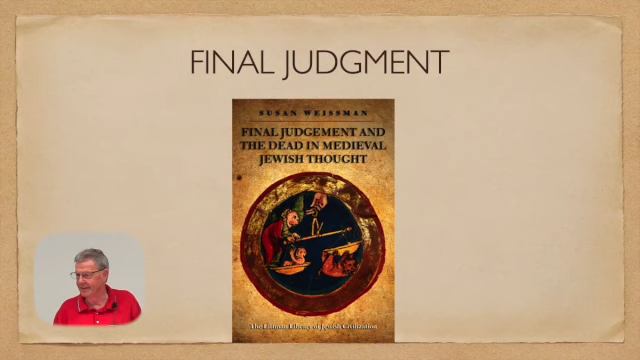 FINAL JUDGMENT
SUSAN WEISSMAN
FINAL JUDGEMENT AND
THE DEAD IN MEDIEVAL
JEWISH THOUGHT
The Littman Library of Jewish Civilization